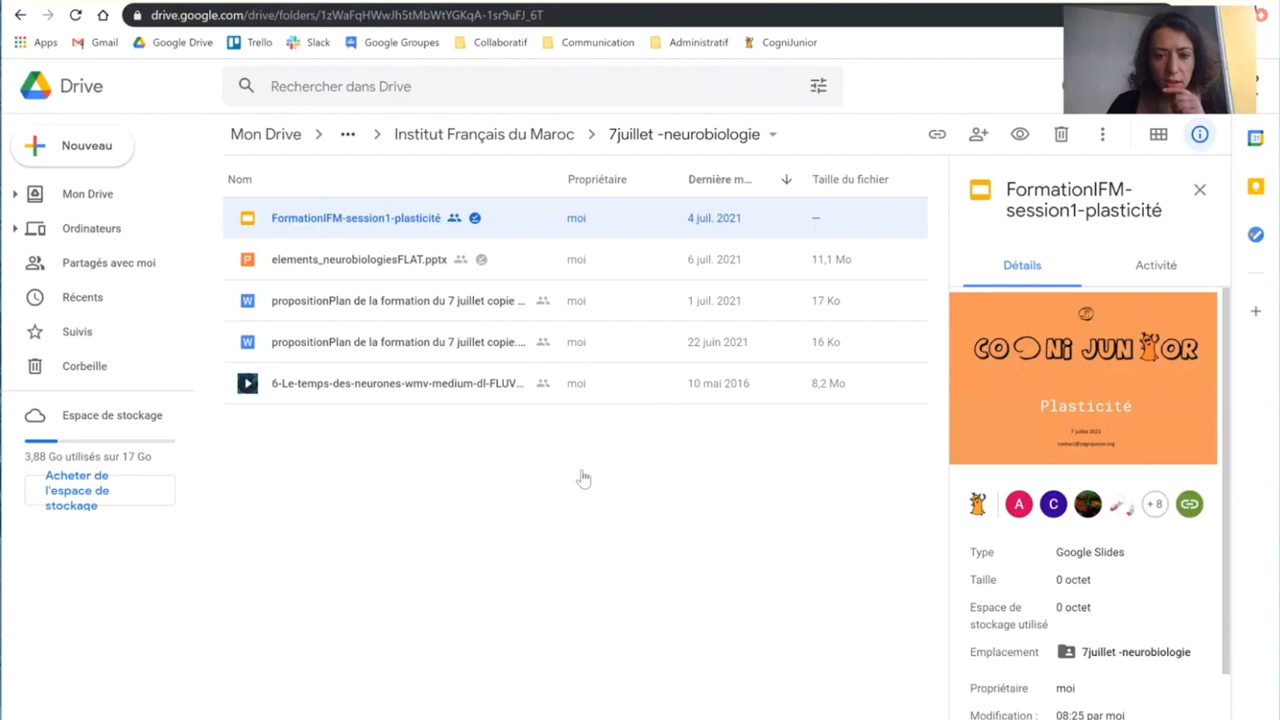 drive.google.com/drive/folders/1zWaFqHWwJh5tMbWtYGKqA-1sr9uFJ_6T
Apps Gmail Google Drive Trello Slack Google Groupes Collaboratif Communication Administratif CogniJunior
Drive
Rechercher dans Drive
Nouveau
Mon Drive
Ordinateurs
Partagés avec moi
Récents
Suivis
Corbeille
Espace de stockage
3,88 Go utilisés sur 17 Go
Acheter de
l'espace de
stockage
Mon Drive > ••• > Institut Français du Maroc > 7juillet -neurobiologie
Nom Propriétaire Dernière m... Taille du fichier
FormationIFM-session1-plasticité moi 4 juil. 2021 —
elements_neurobiologiesFLAT.pptx moi 6 juil. 2021 11,1 Mo
propositionPlan de la formation du 7 juillet copie ... moi 1 juil. 2021 17 Ko
propositionPlan de la formation du 7 juillet copie.... moi 22 juin 2021 16 Ko
6-Le-temps-des-neurones-wmv-medium-dl-FLUV... moi 10 mai 2016 8,2 Mo
FormationIFM-
session1-plasticité
Détails Activité
COGNI JUNIOR
Plasticité
7 juillet 2021
contact@cognijunior.org
A C + 8
Type Google Slides
Taille 0 octet
Espace de
stockage utilisé 0 octet
Emplacement 7juillet -neurobiologie
Propriétaire moi
Modification : 08:25 par moi